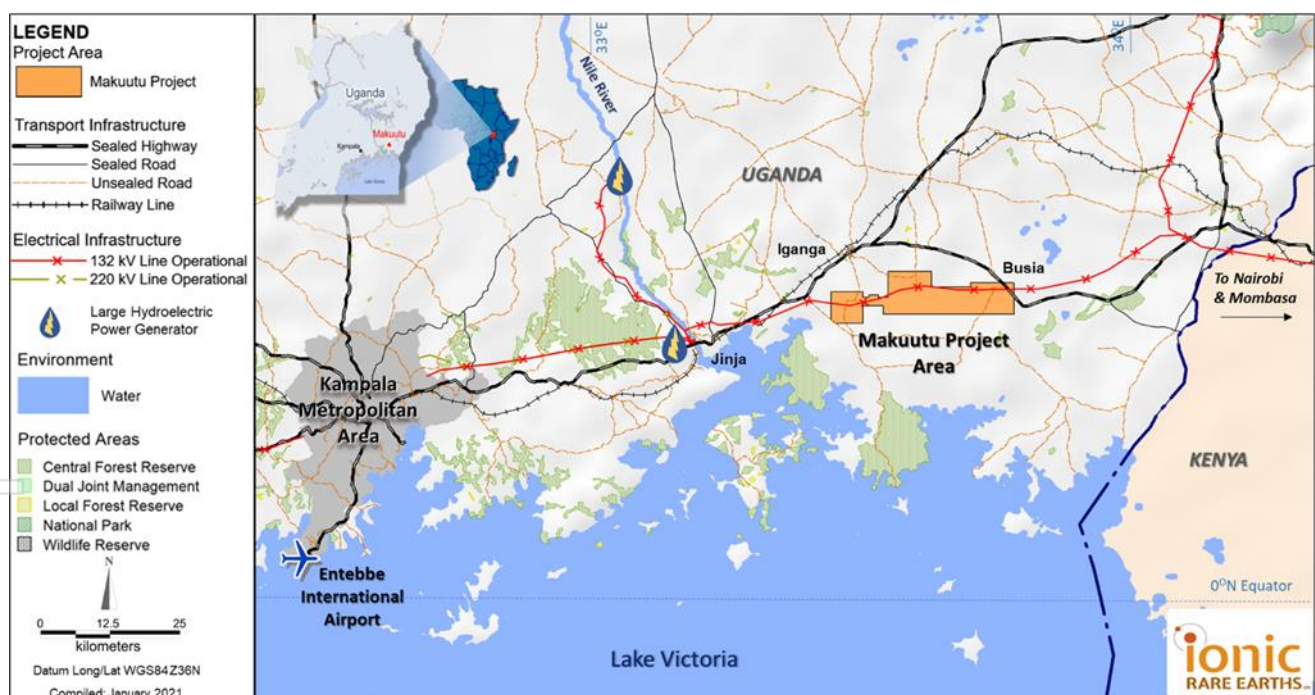 LEGEND
Project Area
Makuutu Project
Transport Infrastructure
Sealed Highway
Sealed Road
Unsealed Road
Railway Line
Electrical Infrastructure
132 kV Line Operational
220 kV Line Operational
Large Hydroelectric
Power Generator
Environment
Water
Protected Areas
Central Forest Reserve
Dual Joint Management
Local Forest Reserve
National Park
Wildlife Reserve
N
0 12.5 25
kilometers
Datum Long/Lat WGS84Z36N
Compiled: January 2021
Uganda
Makuutu
Kampala
Lake Victoria
33°E
34°E
Nile River
UGANDA
Iganga
Busia
To Nairobi
& Mombasa
Makuutu Project
Area
Jinja
Kampala
Metropolitan
Area
KENYA
Entebbe
International
Airport
0°N Equator
Lake Victoria
ionic
RARE EARTHS